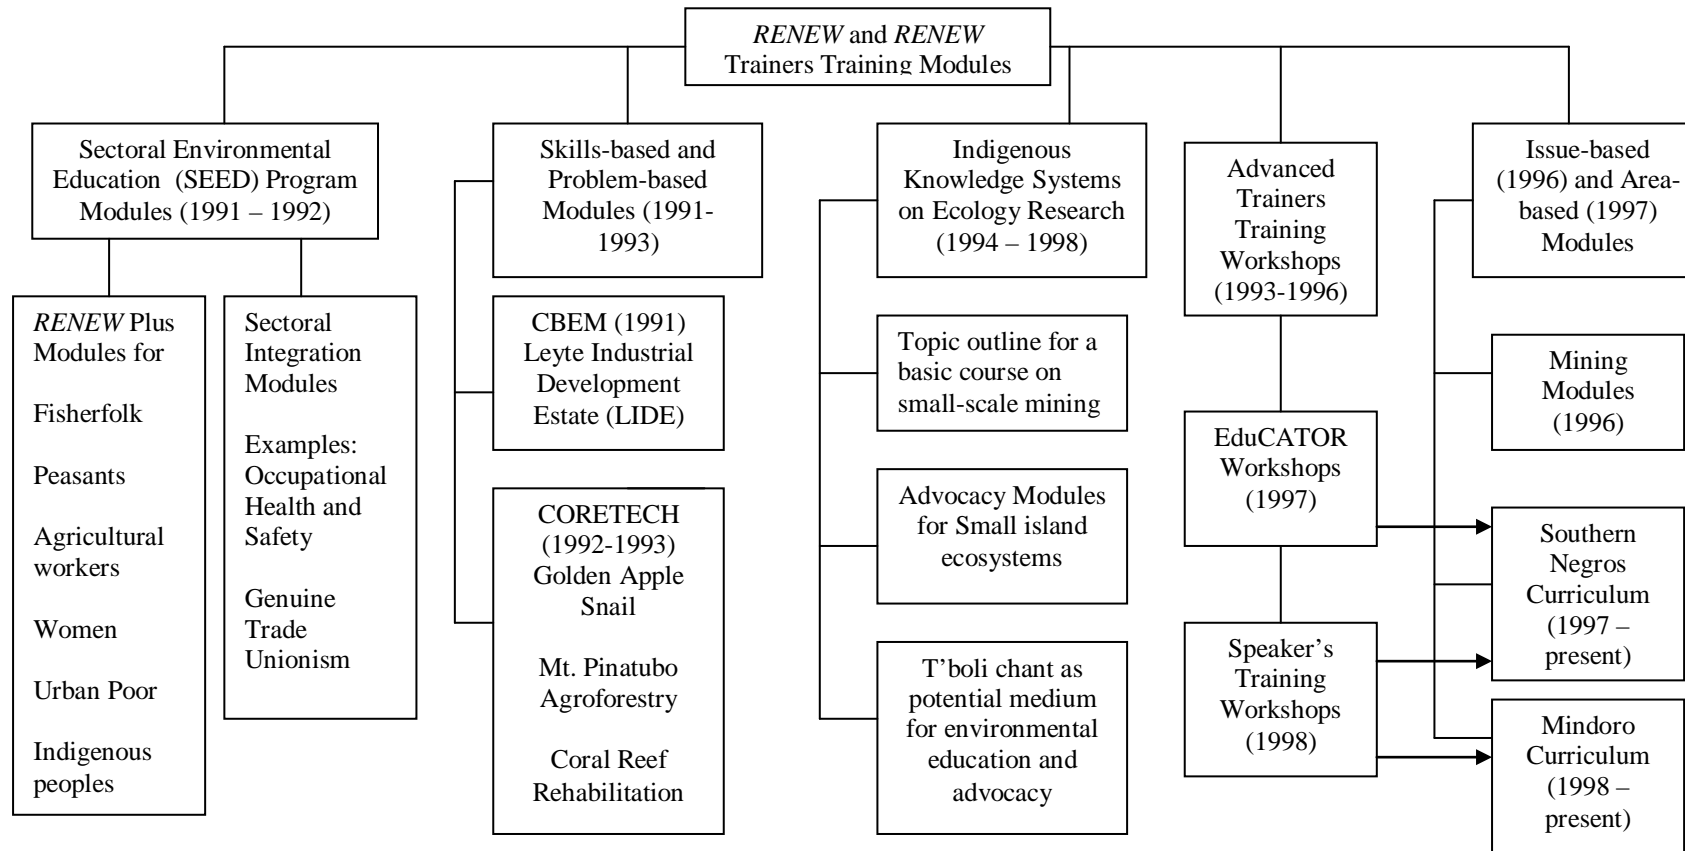 RENEW and RENEW
Trainers Training Modules
Sectoral Environmental
Education (SEED) Program
Modules (1991 – 1992)
RENEW Plus
Modules for
Fisherfolk
Peasants
Agricultural
workers
Women
Urban Poor
Indigenous
peoples
Sectoral
Integration
Modules
Examples:
Occupational
Health and
Safety
Genuine
Trade
Unionism
Skills-based and
Problem-based
Modules (1991-
1993)
CBEM (1991)
Leyte Industrial
Development
Estate (LIDE)
CORETECH
(1992-1993)
Golden Apple
Snail
Mt. Pinatubo
Agroforestry
Coral Reef
Rehabilitation
Indigenous
Knowledge Systems
on Ecology Research
(1994 – 1998)
Topic outline for a
basic course on
small-scale mining
Advocacy Modules
for Small island
ecosystems
T’boli chant as
potential medium
for environmental
education and
advocacy
Advanced
Trainers
Training
Workshops
(1993-1996)
EduCATOR
Workshops
(1997)
Speaker’s
Training
Workshops
(1998)
Issue-based
(1996) and Area-
based (1997)
Modules
Mining
Modules
(1996)
Southern
Negros
Curriculum
(1997 –
present)
Mindoro
Curriculum
(1998 –
present)